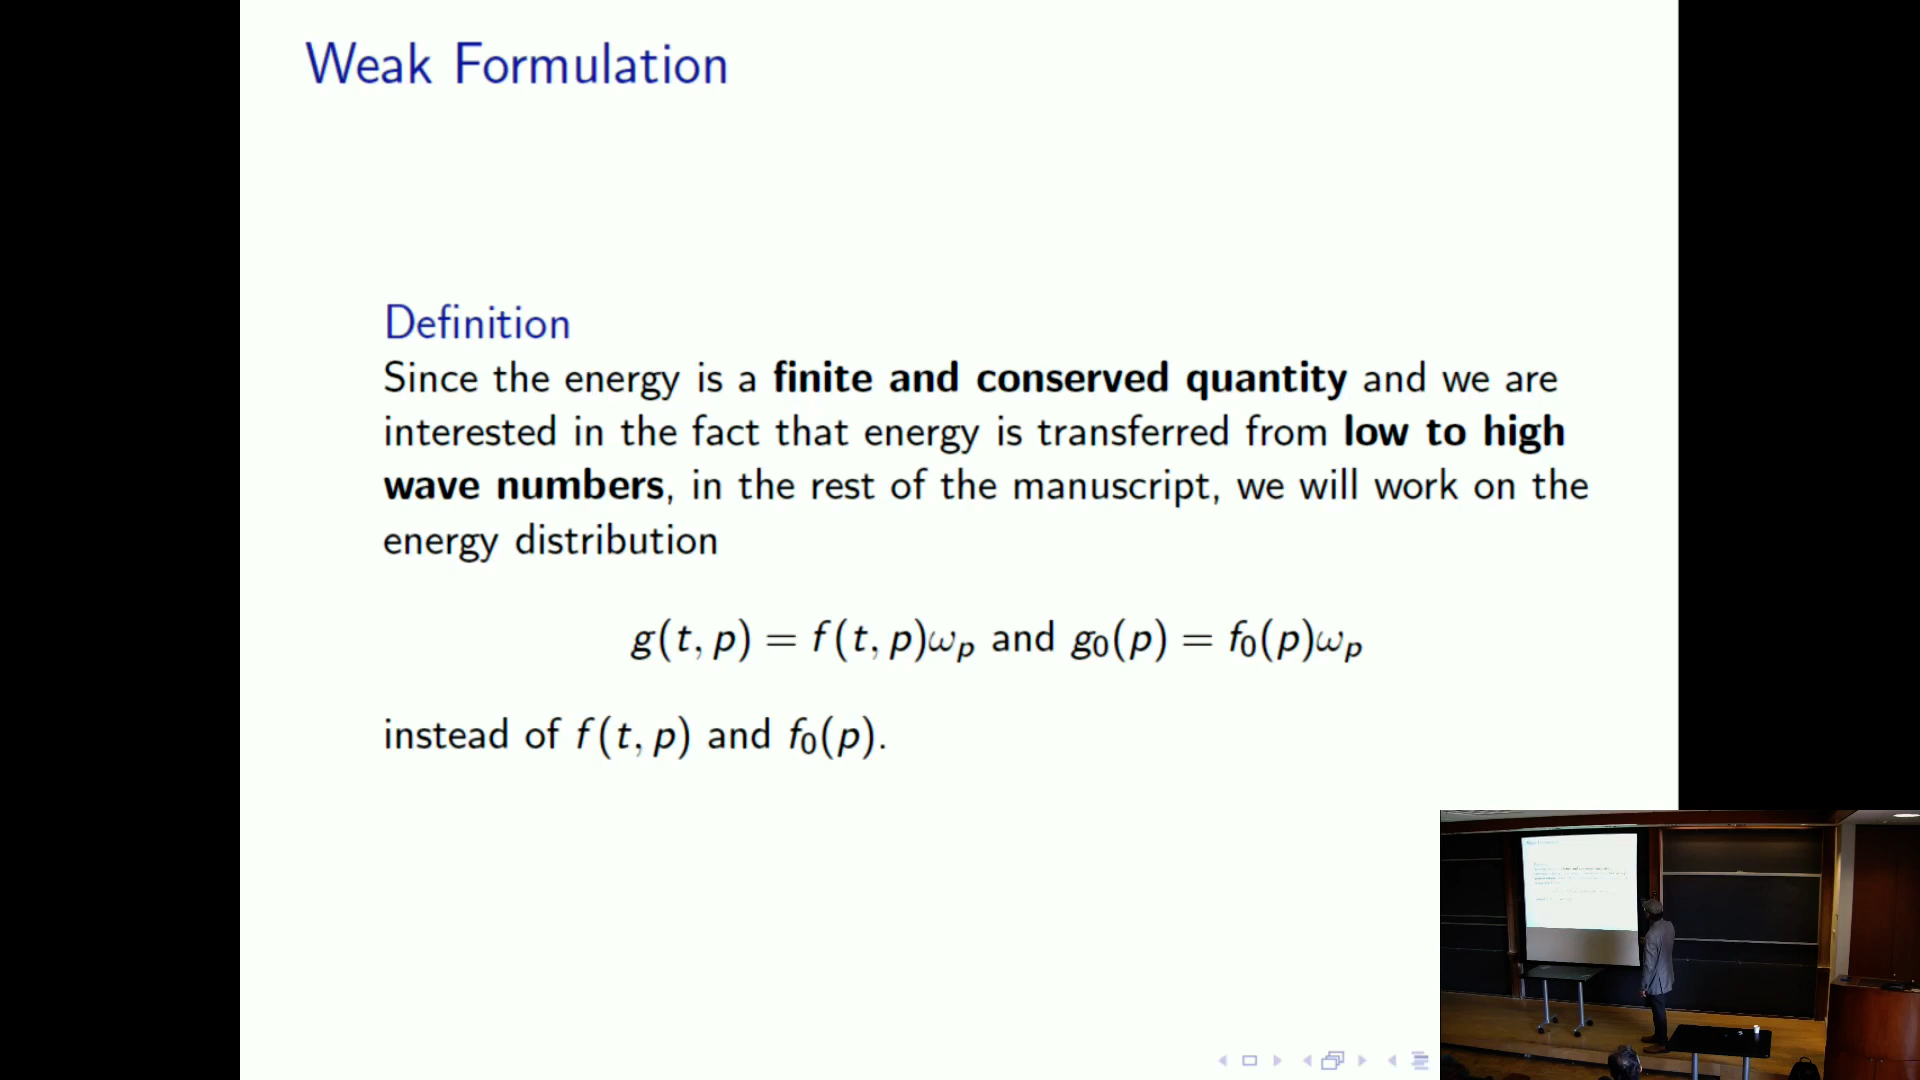 Weak Formulation
Definition
Since the energy is a finite and conserved quantity and we are
interested in the fact that energy is transferred from low to high
wave numbers, in the rest of the manuscript, we will work on the
energy distribution
g(t, p) = f(t, p)ω_p and g_0(p) = f_0(p)ω_p
instead of f(t, p) and f_0(p).